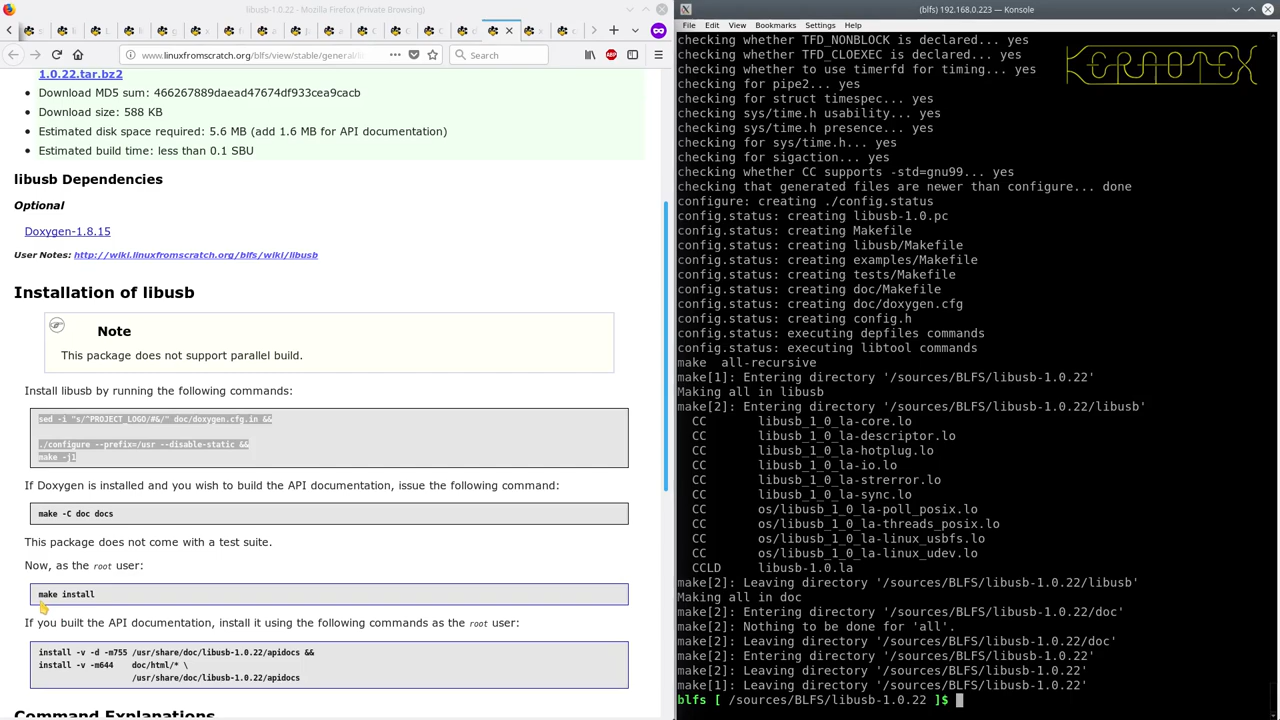 libusb-1.0.22 - Mozilla Firefox (Private Browsing)
www.linuxfromscratch.org/blfs/view/stable/general/lib
Search
1.0.22.tar.bz2
• Download MD5 sum: 466267889daead47674df933cea9cacb
• Download size: 588 KB
• Estimated disk space required: 5.6 MB (add 1.6 MB for API documentation)
• Estimated build time: less than 0.1 SBU
libusb Dependencies
Optional
Doxygen-1.8.15
User Notes: http://wiki.linuxfromscratch.org/blfs/wiki/libusb
Installation of libusb
Note
This package does not support parallel build.
Install libusb by running the following commands:
sed -i "s/^PROJECT_LOGO/#&/" doc/doxygen.cfg.in &&
./configure --prefix=/usr --disable-static &&
make -j1
If Doxygen is installed and you wish to build the API documentation, issue the following command:
make -C doc docs
This package does not come with a test suite.
Now, as the root user:
make install
If you built the API documentation, install it using the following commands as the root user:
install -v -d -m755 /usr/share/doc/libusb-1.0.22/apidocs &&
install -v -m644 doc/html/* \
/usr/share/doc/libusb-1.0.22/apidocs
Command Explanations
(blfs) 192.168.0.223 — Konsole
File Edit View Bookmarks Settings Help
KERNOTEX
checking whether TFD_NONBLOCK is declared... yes
checking whether TFD_CLOEXEC is declared... yes
checking whether to use timerfd for timing... yes
checking for pipe2... yes
checking for struct timespec... yes
checking sys/time.h usability... yes
checking sys/time.h presence... yes
checking for sys/time.h... yes
checking for sigaction... yes
checking whether CC supports -std=gnu99... yes
checking that generated files are newer than configure... done
configure: creating ./config.status
config.status: creating libusb-1.0.pc
config.status: creating Makefile
config.status: creating libusb/Makefile
config.status: creating examples/Makefile
config.status: creating tests/Makefile
config.status: creating doc/Makefile
config.status: creating doc/doxygen.cfg
config.status: creating config.h
config.status: executing depfiles commands
config.status: executing libtool commands
make  all-recursive
make[1]: Entering directory '/sources/BLFS/libusb-1.0.22'
Making all in libusb
make[2]: Entering directory '/sources/BLFS/libusb-1.0.22/libusb'
CC libusb_1_0_la-core.lo
CC libusb_1_0_la-descriptor.lo
CC libusb_1_0_la-hotplug.lo
CC libusb_1_0_la-io.lo
CC libusb_1_0_la-strerror.lo
CC libusb_1_0_la-sync.lo
CC os/libusb_1_0_la-poll_posix.lo
CC os/libusb_1_0_la-threads_posix.lo
CC os/libusb_1_0_la-linux_usbfs.lo
CC os/libusb_1_0_la-linux_udev.lo
CCLD libusb-1.0.la
make[2]: Leaving directory '/sources/BLFS/libusb-1.0.22/libusb'
Making all in doc
make[2]: Entering directory '/sources/BLFS/libusb-1.0.22/doc'
make[2]: Nothing to be done for 'all'.
make[2]: Leaving directory '/sources/BLFS/libusb-1.0.22/doc'
make[2]: Entering directory '/sources/BLFS/libusb-1.0.22'
make[2]: Leaving directory '/sources/BLFS/libusb-1.0.22'
make[1]: Leaving directory '/sources/BLFS/libusb-1.0.22'
blfs [ /sources/BLFS/libusb-1.0.22 ]$